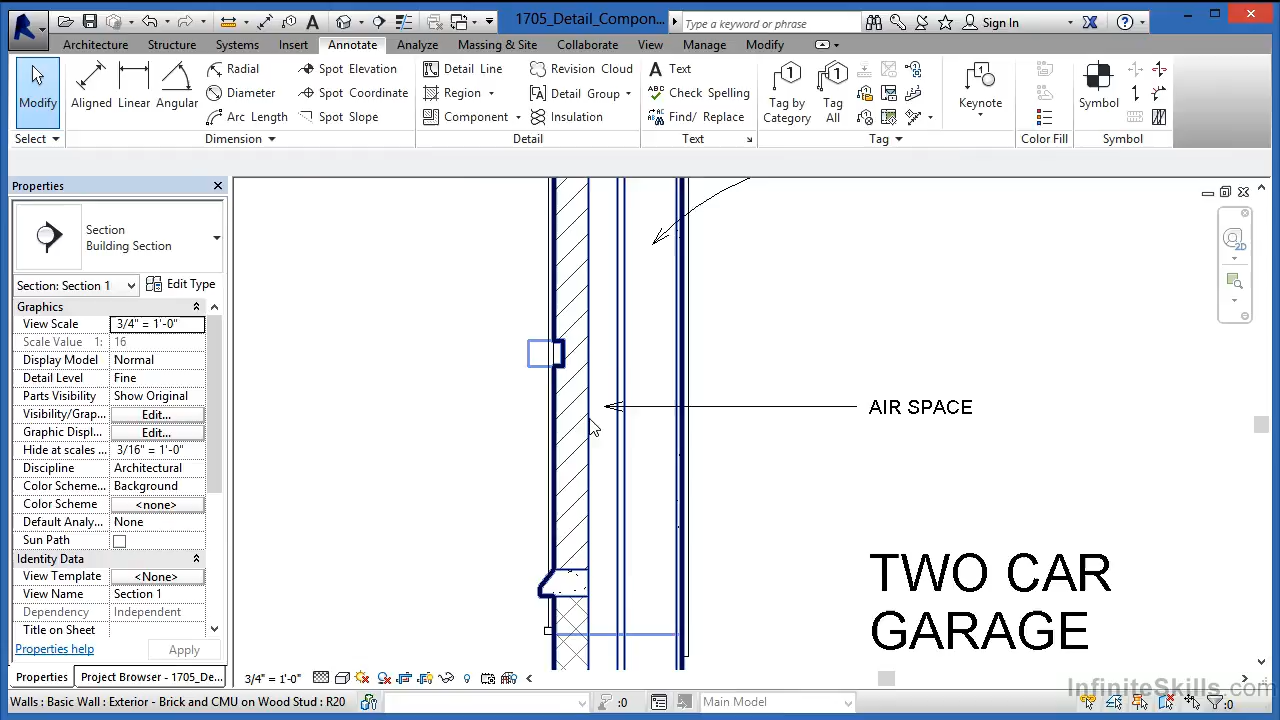 1705_Detail_Compon...
Type a keyword or phrase
Sign In
Architecture
Structure
Systems
Insert
Annotate
Analyze
Massing & Site
Collaborate
View
Manage
Modify
Modify
Select
Aligned
Linear
Angular
Radial
Diameter
Arc Length
Spot Elevation
Spot Coordinate
Spot Slope
Dimension
Detail Line
Region
Component
Revision Cloud
Detail Group
Insulation
Detail
Text
Check Spelling
Find/ Replace
Text
Tag by
Category
Tag
All
Tag
Keynote
Color Fill
Symbol
Symbol
Properties
Section
Building Section
Section: Section 1
Edit Type
Graphics
View Scale 3/4" = 1'-0"
Scale Value 1: 16
Display Model Normal
Detail Level Fine
Parts Visibility Show Original
Visibility/Grap... Edit...
Graphic Displ... Edit...
Hide at scales ... 3/16" = 1'-0"
Discipline Architectural
Color Scheme ... Background
Color Scheme <none>
Default Analy... None
Sun Path
Identity Data
View Template <None>
View Name Section 1
Dependency Independent
Title on Sheet
Properties help
Apply
Properties
Project Browser - 1705_De...
AIR SPACE
TWO CAR
GARAGE
2D
3/4" = 1'-0"
InfiniteSkills.com
Walls : Basic Wall : Exterior - Brick and CMU on Wood Stud : R20
:0
Main Model
:0